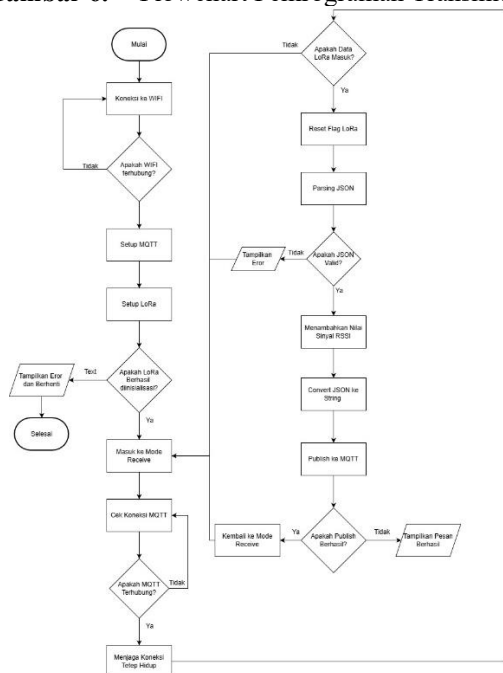 Mulai
Koneksi ke WIFI
Apakah WIFI
terhubung?
Tidak
Setup MQTT
Setup LoRa
Apakah LoRa
Berhasil
diinisialisasi?
Text
Tampilkan Eror
dan Berhenti
Selesai
Ya
Masuk ke Mode
Receive
Cek Koneksi MQTT
Apakah MQTT
Terhubung?
Tidak
Ya
Menjaga Koneksi
Tetep Hidup
Apakah Data
LoRa Masuk?
Tidak
Ya
Reset Flag LoRa
Parsing JSON
Apakah JSON
Valid?
Tidak
Tampilkan
Eror
Ya
Menambahkan Nilai
Sinyal RSSI
Convert JSON ke
String
Publish ke MQTT
Apakah Publish
Berhasil?
Ya
Kembali ke Mode
Receive
Tidak
Tampilkan Pesan
Berhasil